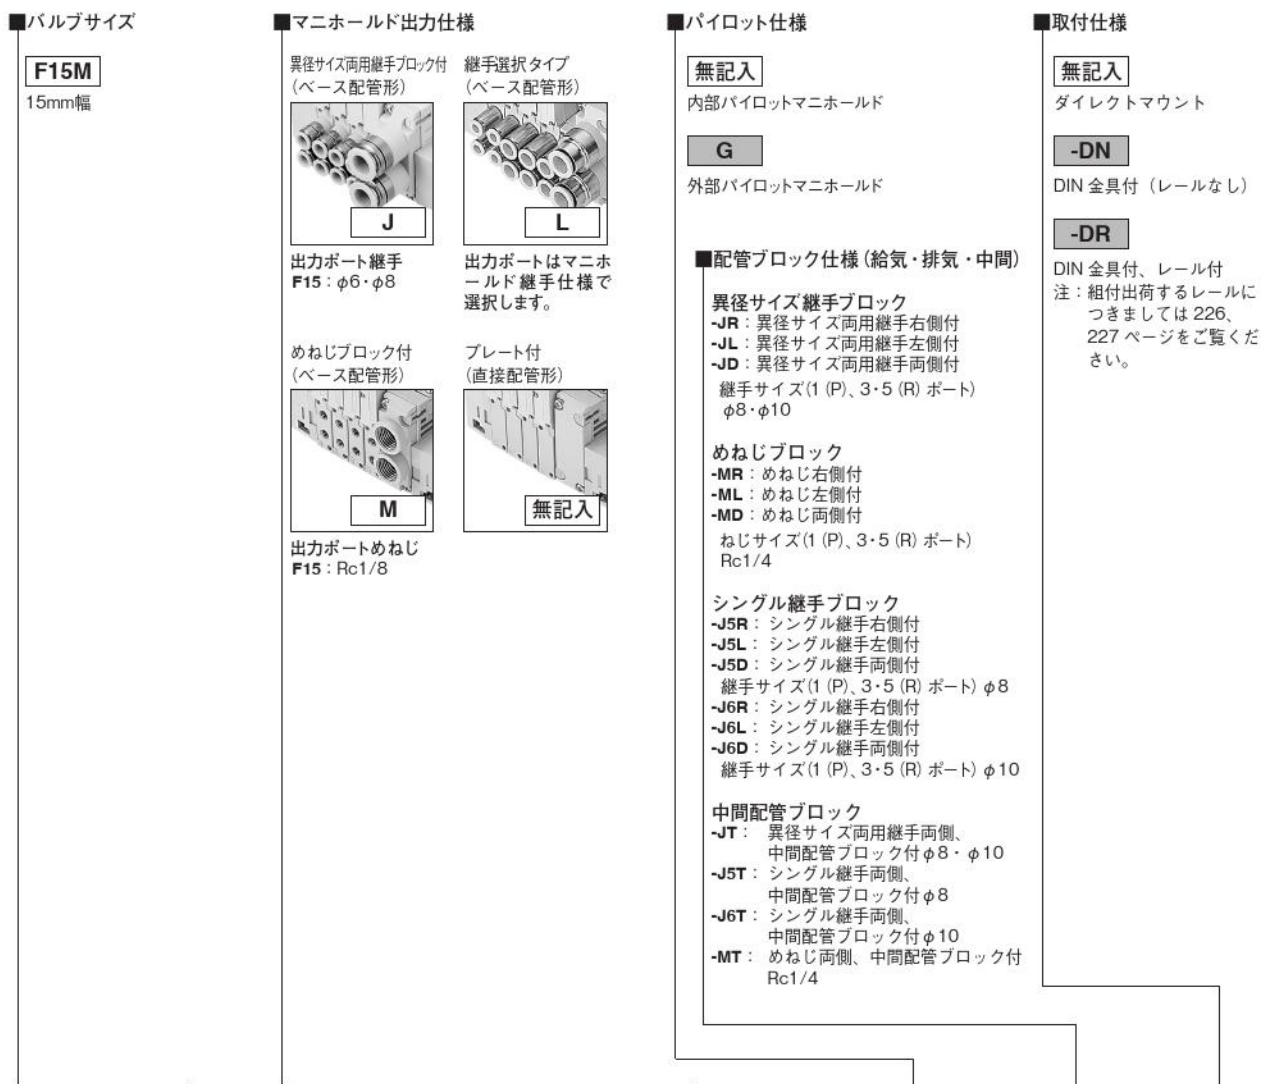 ■バルブサイズ
F15M
15mm幅
■マニホールド出力仕様
異径サイズ両用継手ブロック付
(ベース配管形)
J
出力ポート継手
F15：φ6・φ8
継手選択タイプ
(ベース配管形)
L
出力ポートはマニホ
ールド継手仕様で
選択します。
めねじブロック付
(ベース配管形)
M
出力ポートめねじ
F15：Rc1/8
プレート付
(直接配管形)
無記入
■パイロット仕様
無記入
内部パイロットマニホールド
G
外部パイロットマニホールド
■配管ブロック仕様(給気・排気・中間)
異径サイズ継手ブロック
-JR：異径サイズ両用継手右側付
-JL：異径サイズ両用継手左側付
-JD：異径サイズ両用継手両側付
継手サイズ(1 (P)、3・5 (R) ポート)
φ8・φ10
めねじブロック
-MR：めねじ右側付
-ML：めねじ左側付
-MD：めねじ両側付
ねじサイズ(1 (P)、3・5 (R) ポート)
Rc1/4
シングル継手ブロック
-J5R： シングル継手右側付
-J5L： シングル継手左側付
-J5D： シングル継手両側付
継手サイズ(1 (P)、3・5 (R) ポート) φ8
-J6R： シングル継手右側付
-J6L： シングル継手左側付
-J6D： シングル継手両側付
継手サイズ(1 (P)、3・5 (R) ポート) φ10
中間配管ブロック
-JT： 異径サイズ両用継手両側、
中間配管ブロック付φ8・φ10
-J5T： シングル継手両側、
中間配管ブロック付φ8
-J6T： シングル継手両側、
中間配管ブロック付φ10
-MT： めねじ両側、中間配管ブロック付
Rc1/4
■取付仕様
無記入
ダイレクトマウント
-DN
DIN 金具付（レールなし）
-DR
DIN 金具付、レール付
注：組付出荷するレールに
つきましては 226、
227 ページをご覧くだ
さい。